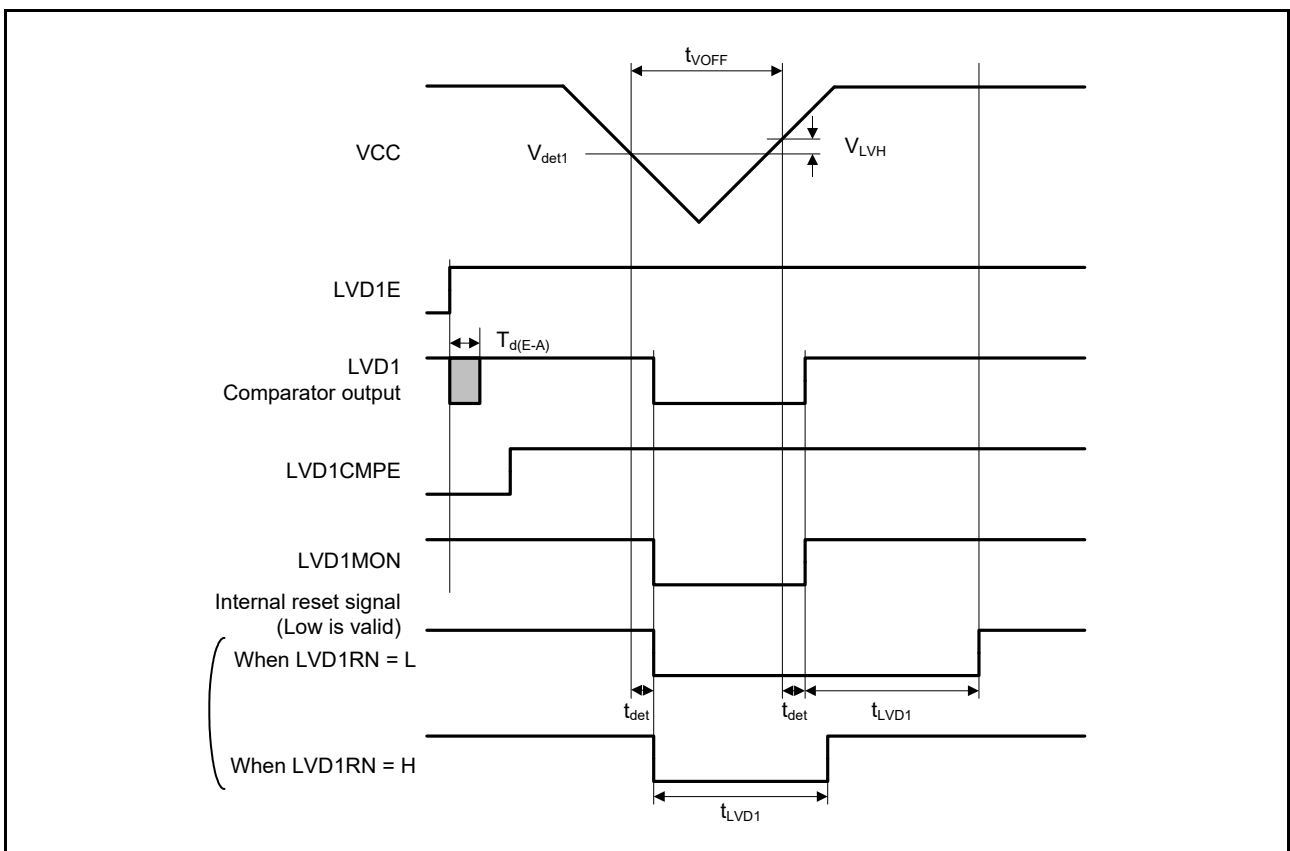 tVOFF
VCC
Vdet1
VLVH
LVD1E
Td(E-A)
LVD1
Comparator output
LVD1CMPE
LVD1MON
Internal reset signal
(Low is valid)
When LVD1RN = L
tdet
tdet
tLVD1
When LVD1RN = H
tLVD1